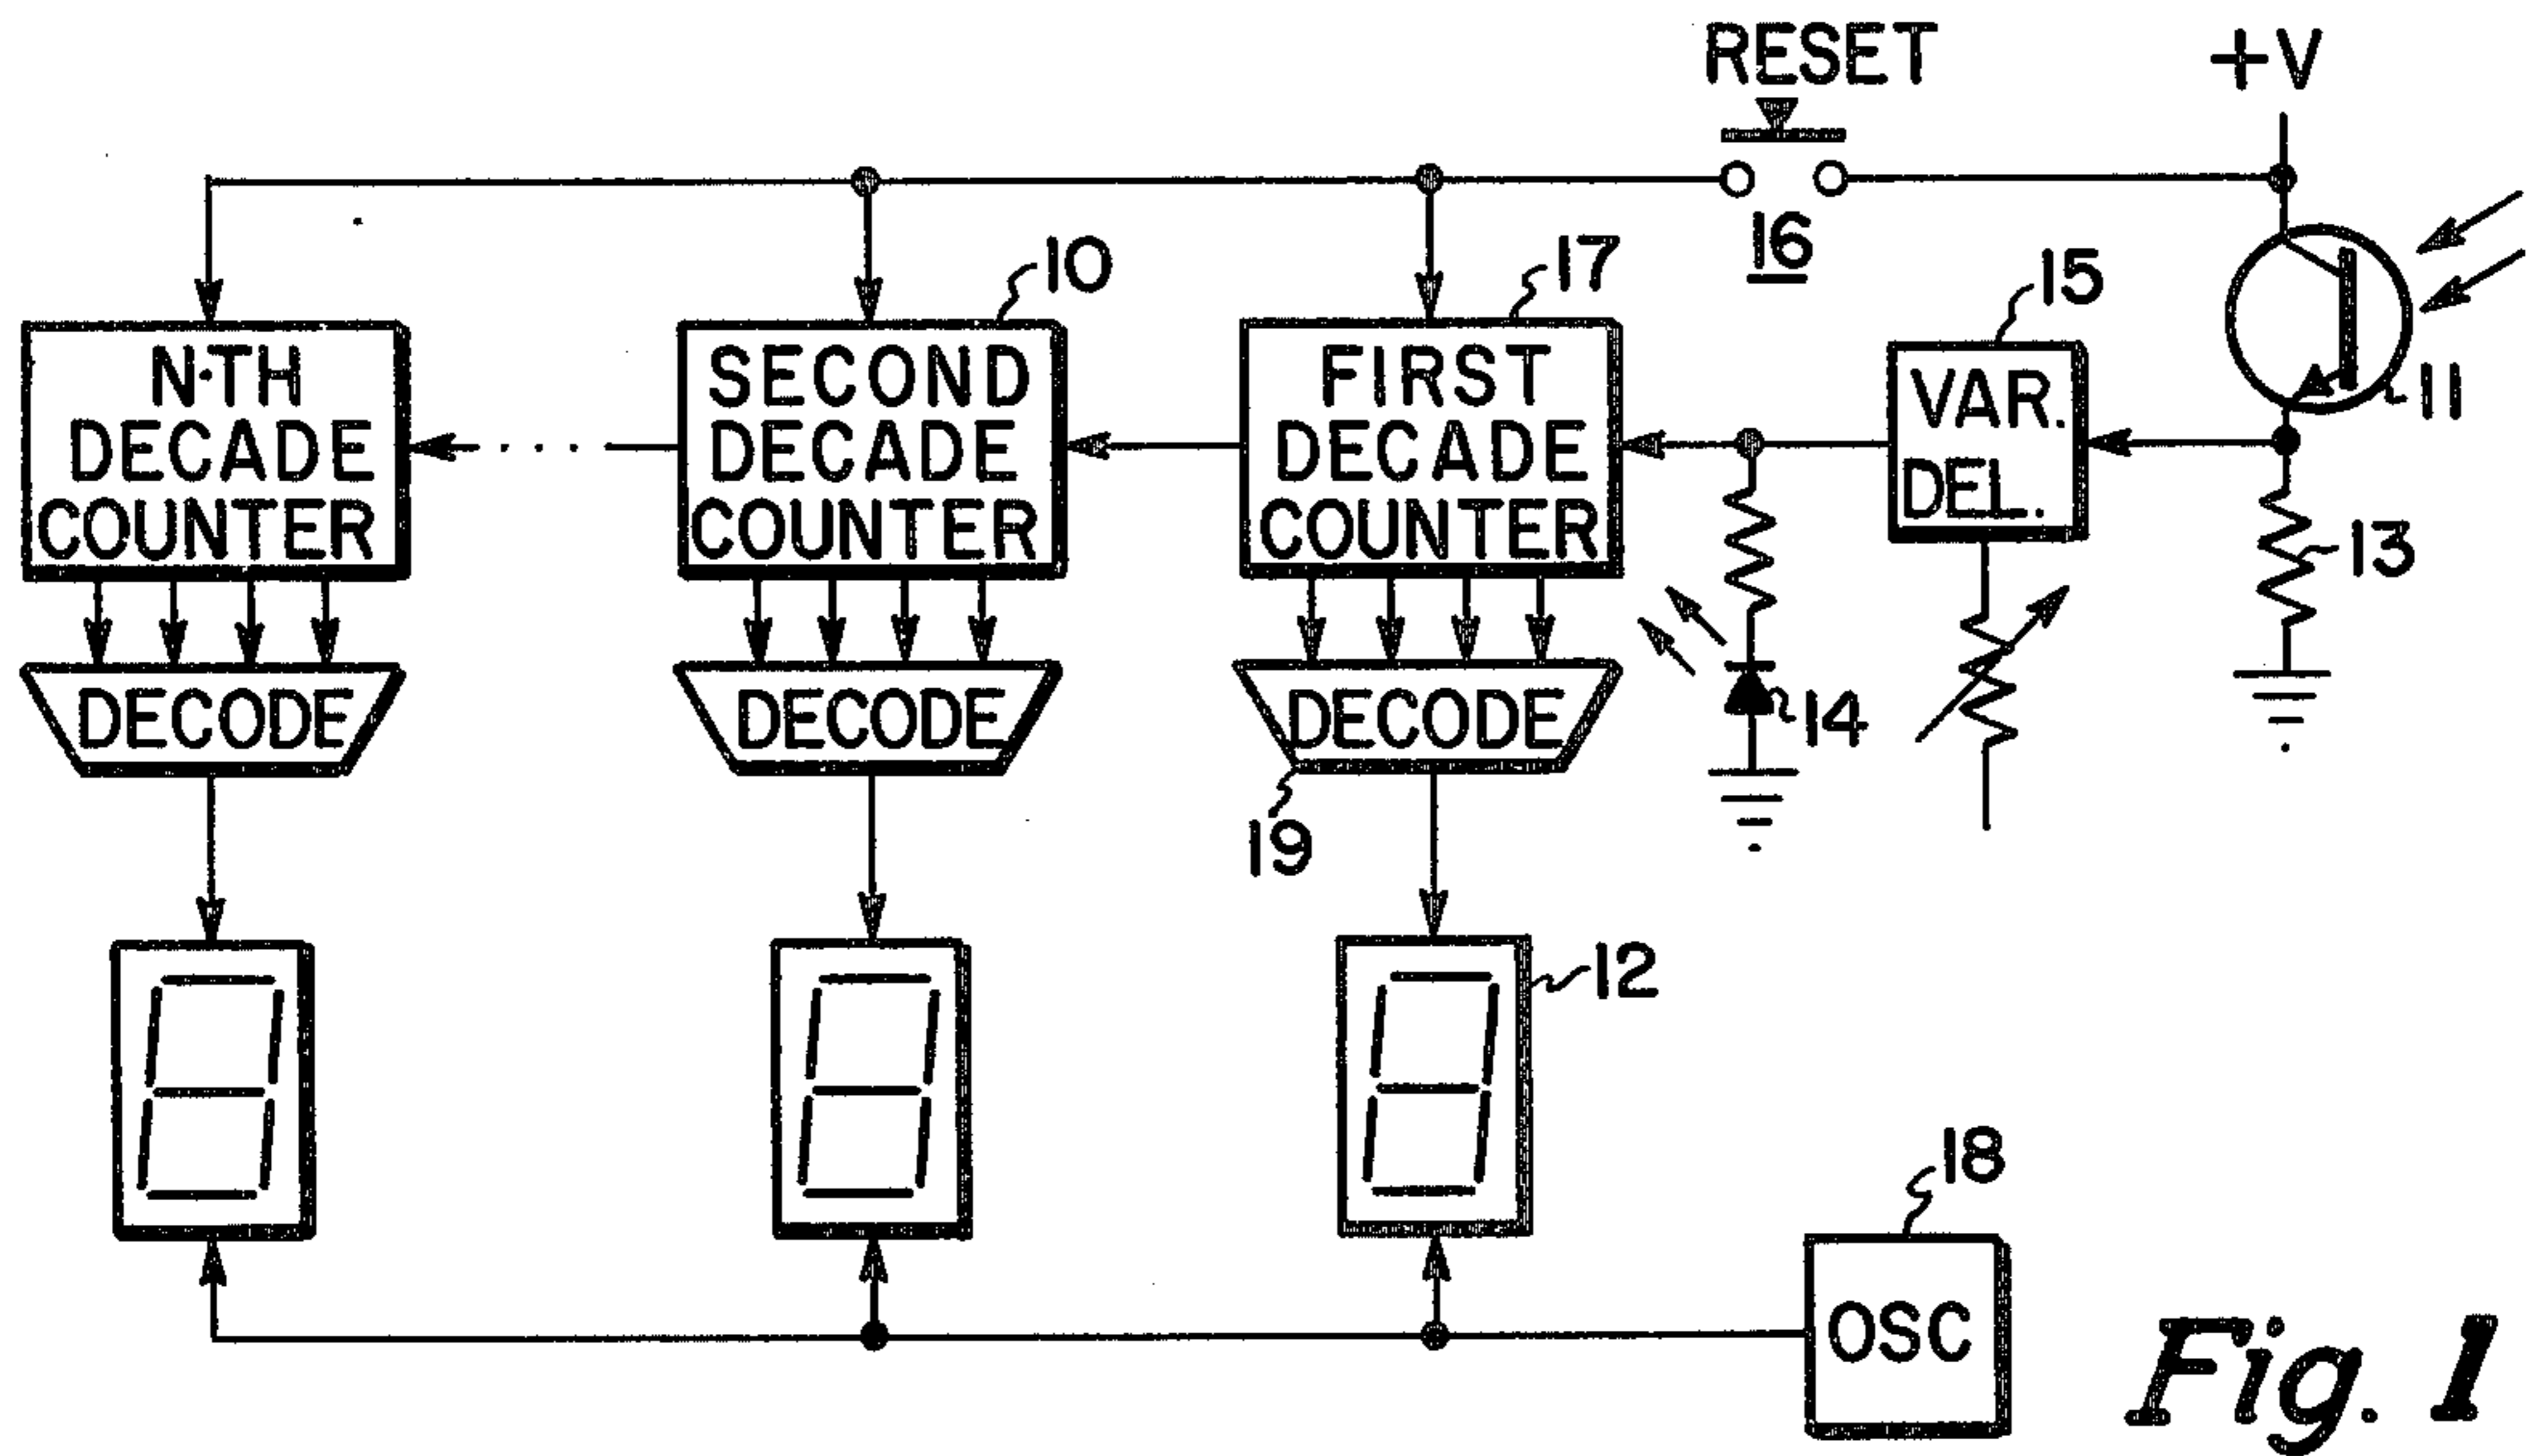 RESET
+V
10
17
16
15
11
N-TH
DECADE
COUNTER
SECOND
DECADE
COUNTER
FIRST
DECADE
COUNTER
VAR.
DEL.
13
DECODE
DECODE
DECODE
14
19
12
18
OSC
Fig. 1